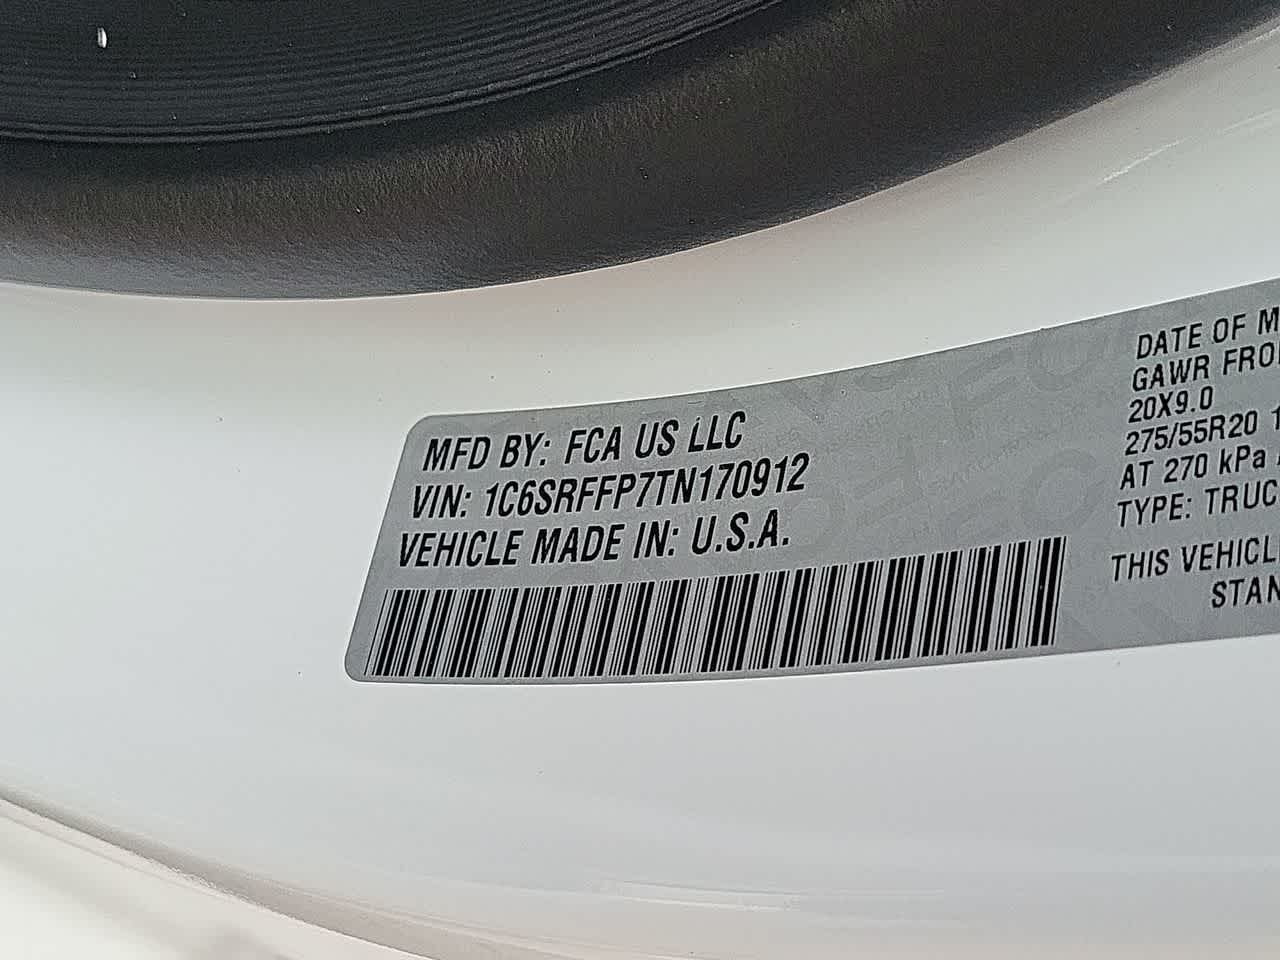 MFD BY: FCA US LLC
VIN: 1C6SRFFP7TN170912
VEHICLE MADE IN: U.S.A.
DATE OF M
GAWR FRO
20X9.0
275/55R20 1
AT 270 kPa
TYPE: TRUC
THIS VEHICL
STAN